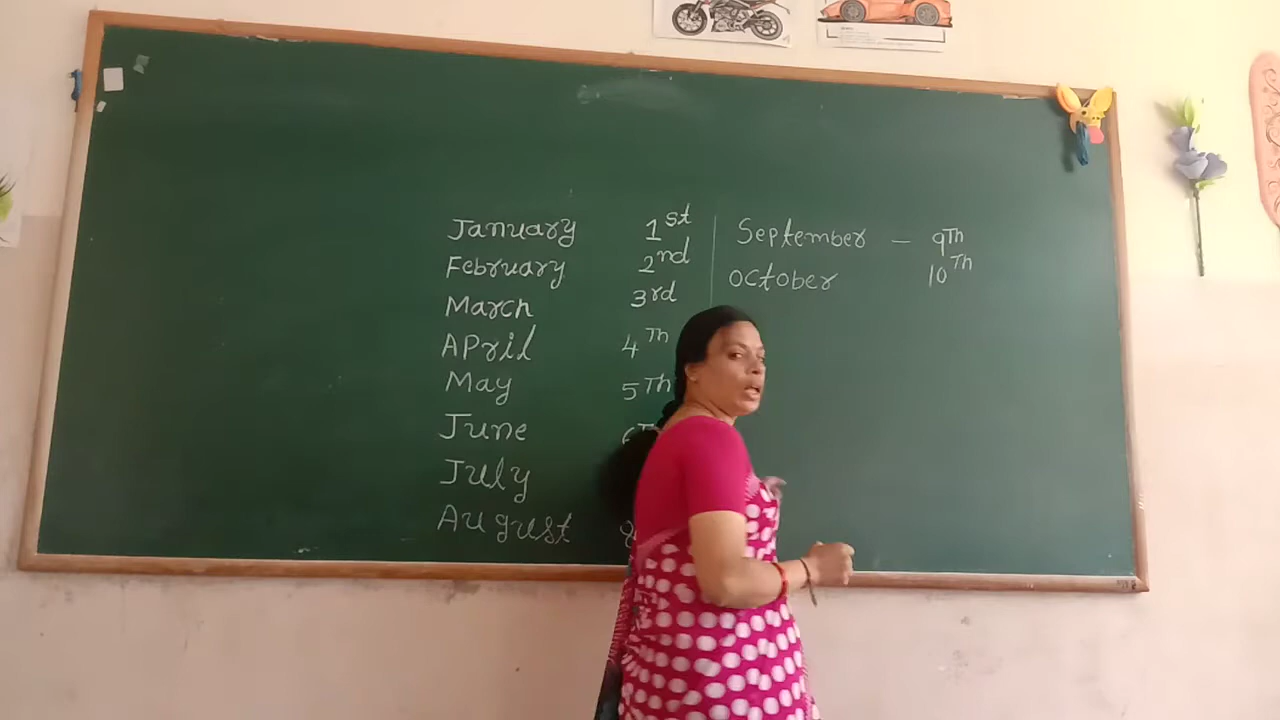 January 1st
February 2nd
March 3rd
APril 4Th
May 5Th
June
July
August
September – 9Th
October 10Th